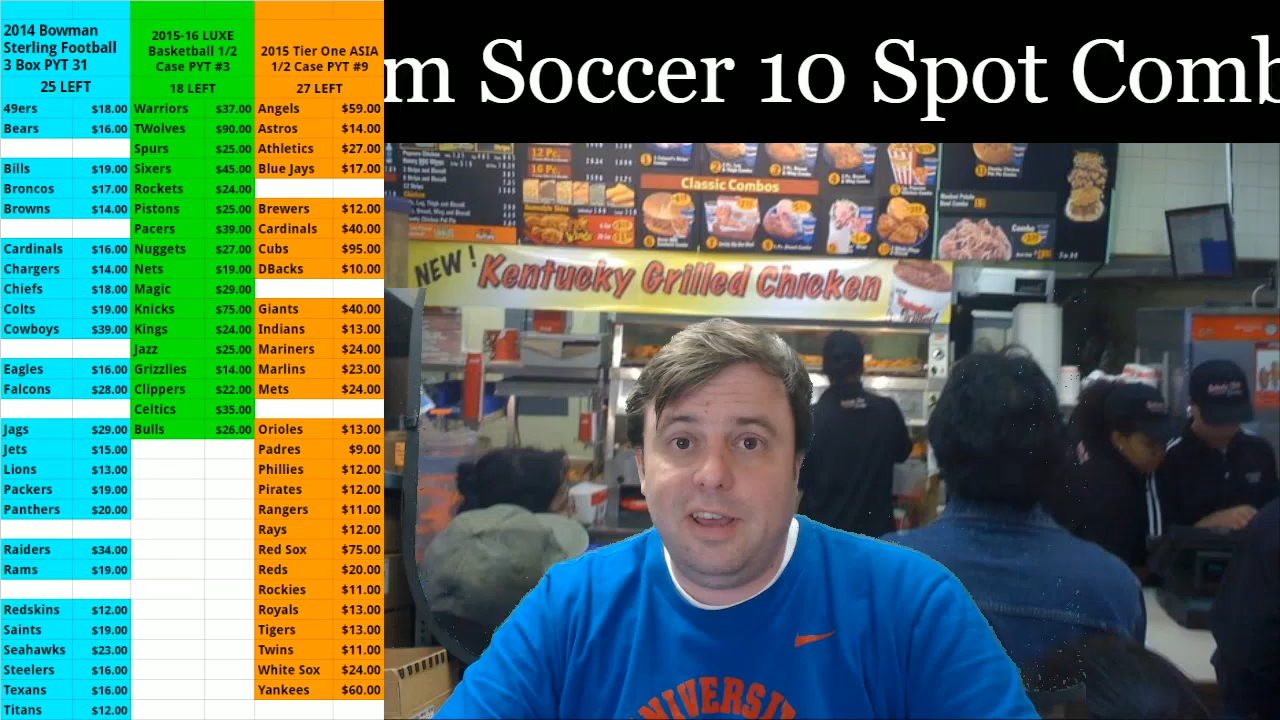 m Soccer 10 Spot Comb
2014 Bowman
Sterling Football
3 Box PYT 31
25 LEFT
49ers $18.00
Bears $16.00
Bills $19.00
Broncos $17.00
Browns $14.00
Cardinals $16.00
Chargers $14.00
Chiefs $18.00
Colts $19.00
Cowboys $39.00
Eagles $16.00
Falcons $28.00
Jags $29.00
Jets $15.00
Lions $13.00
Packers $19.00
Panthers $20.00
Raiders $34.00
Rams $19.00
Redskins $12.00
Saints $19.00
Seahawks $23.00
Steelers $16.00
Texans $16.00
Titans $12.00
2015-16 LUXE
Basketball 1/2
Case PYT #3
18 LEFT
Warriors $37.00
TWolves $90.00
Spurs $25.00
Sixers $45.00
Rockets $24.00
Pistons $25.00
Pacers $39.00
Nuggets $27.00
Nets $19.00
Magic $29.00
Knicks $75.00
Kings $24.00
Jazz $25.00
Grizzlies $14.00
Clippers $22.00
Celtics $35.00
Bulls $26.00
2015 Tier One ASIA
1/2 Case PYT #9
27 LEFT
Angels $59.00
Astros $14.00
Athletics $27.00
Blue Jays $17.00
Brewers $12.00
Cardinals $40.00
Cubs $95.00
DBacks $10.00
Giants $40.00
Indians $13.00
Mariners $24.00
Marlins $23.00
Mets $24.00
Orioles $13.00
Padres $9.00
Phillies $12.00
Pirates $12.00
Rangers $11.00
Rays $12.00
Red Sox $75.00
Reds $20.00
Rockies $11.00
Royals $13.00
Tigers $13.00
Twins $11.00
White Sox $24.00
Yankees $60.00
12 Pc.
16 Pc.
Classic Combos
NEW! Kentucky Grilled Chicken
UNIVERSI